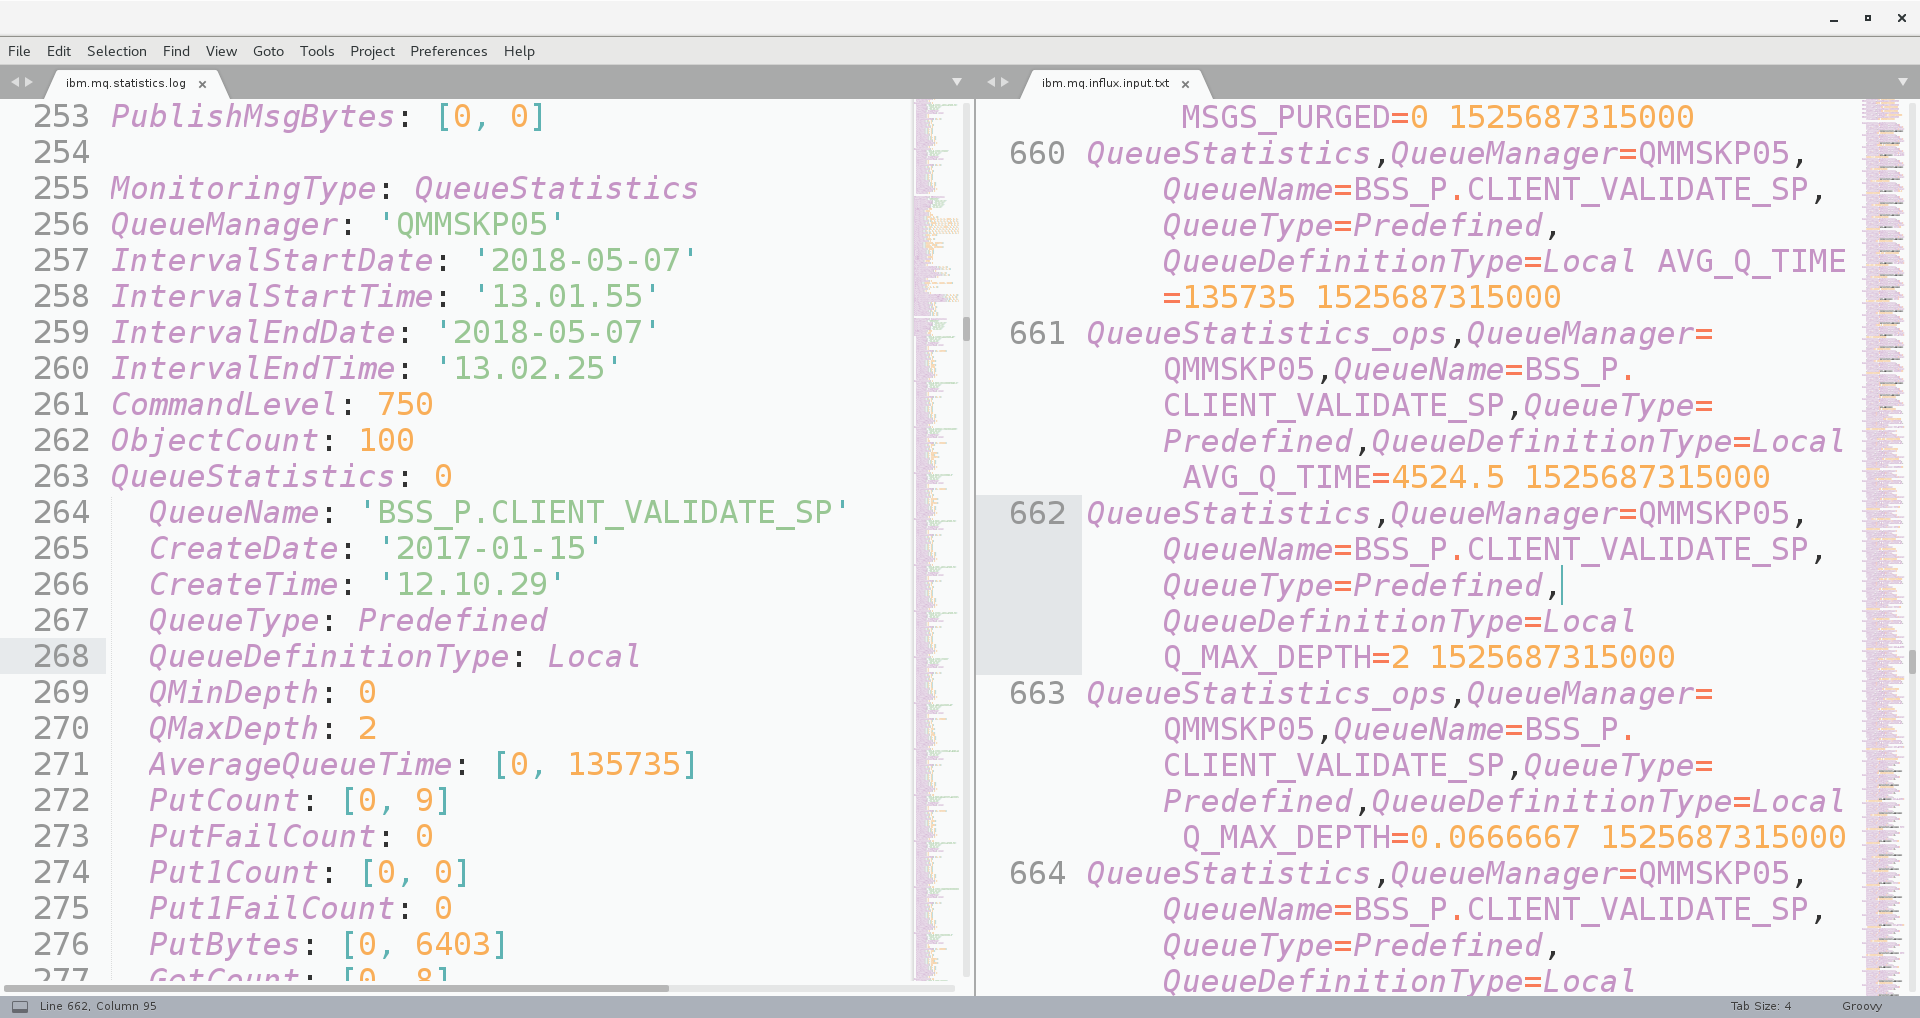 File Edit Selection Find View Goto Tools Project Preferences Help
ibm.mq.statistics.log
253 PublishMsgBytes: [0, 0]
254
255 MonitoringType: QueueStatistics
256 QueueManager: 'QMMSKP05'
257 IntervalStartDate: '2018-05-07'
258 IntervalStartTime: '13.01.55'
259 IntervalEndDate: '2018-05-07'
260 IntervalEndTime: '13.02.25'
261 CommandLevel: 750
262 ObjectCount: 100
263 QueueStatistics: 0
264 QueueName: 'BSS_P.CLIENT_VALIDATE_SP'
265 CreateDate: '2017-01-15'
266 CreateTime: '12.10.29'
267 QueueType: Predefined
268 QueueDefinitionType: Local
269 QMinDepth: 0
270 QMaxDepth: 2
271 AverageQueueTime: [0, 135735]
272 PutCount: [0, 9]
273 PutFailCount: 0
274 Put1Count: [0, 0]
275 Put1FailCount: 0
276 PutBytes: [0, 6403]
277 GetCount: [0, 8]
ibm.mq.influx.input.txt
MSGS_PURGED=0 1525687315000
660 QueueStatistics,QueueManager=QMMSKP05,
QueueName=BSS_P.CLIENT_VALIDATE_SP,
QueueType=Predefined,
QueueDefinitionType=Local AVG_Q_TIME
=135735 1525687315000
661 QueueStatistics_ops,QueueManager=
QMMSKP05,QueueName=BSS_P.
CLIENT_VALIDATE_SP,QueueType=
Predefined,QueueDefinitionType=Local
AVG_Q_TIME=4524.5 1525687315000
662 QueueStatistics,QueueManager=QMMSKP05,
QueueName=BSS_P.CLIENT_VALIDATE_SP,
QueueType=Predefined,
QueueDefinitionType=Local
Q_MAX_DEPTH=2 1525687315000
663 QueueStatistics_ops,QueueManager=
QMMSKP05,QueueName=BSS_P.
CLIENT_VALIDATE_SP,QueueType=
Predefined,QueueDefinitionType=Local
Q_MAX_DEPTH=0.0666667 1525687315000
664 QueueStatistics,QueueManager=QMMSKP05,
QueueName=BSS_P.CLIENT_VALIDATE_SP,
QueueType=Predefined,
QueueDefinitionType=Local
Line 662, Column 95
Tab Size: 4
Groovy